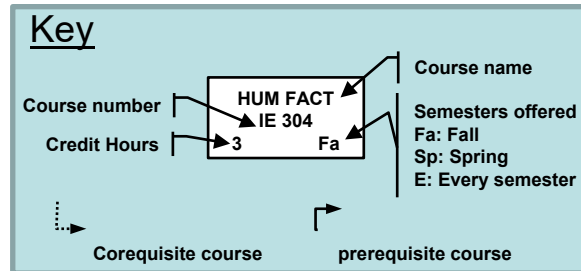 Key
Course name
HUM FACT
Course number
IE 304
Semesters offered
Credit Hours
3 Fa
Fa: Fall
Sp: Spring
E: Every semester
Corequisite course
prerequisite course